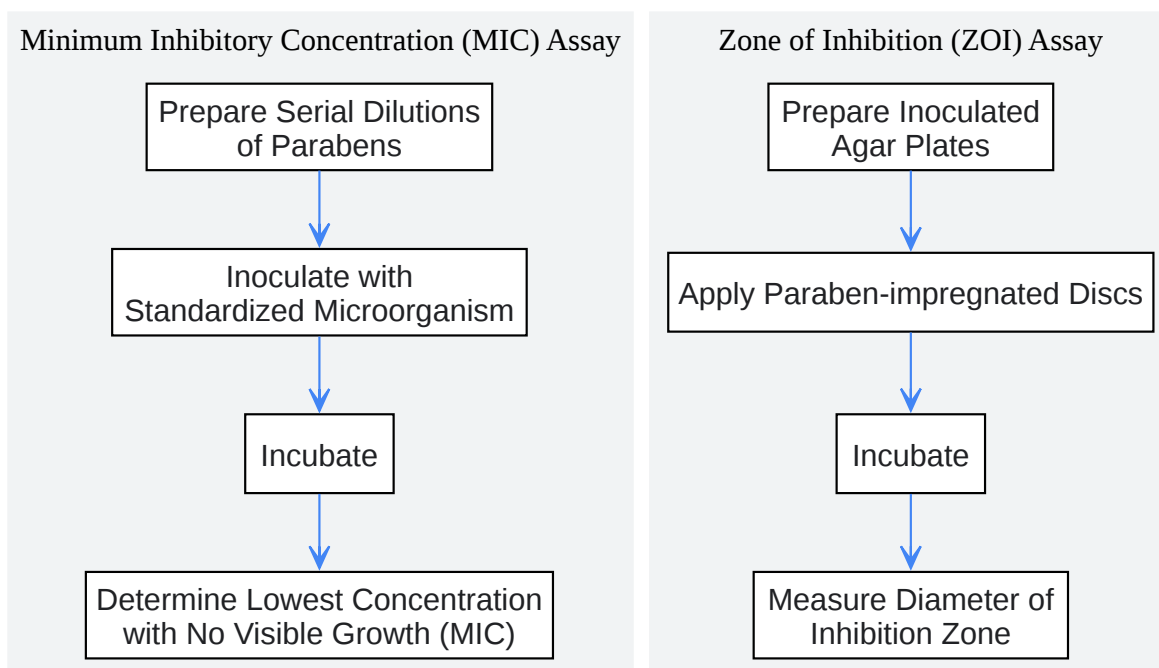 Minimum Inhibitory Concentration (MIC) Assay
Prepare Serial Dilutions
of Parabens
Inoculate with
Standardized Microorganism
Incubate
Determine Lowest Concentration
with No Visible Growth (MIC)
Zone of Inhibition (ZOI) Assay
Prepare Inoculated
Agar Plates
Apply Paraben-impregnated Discs
Incubate
Measure Diameter of
Inhibition Zone